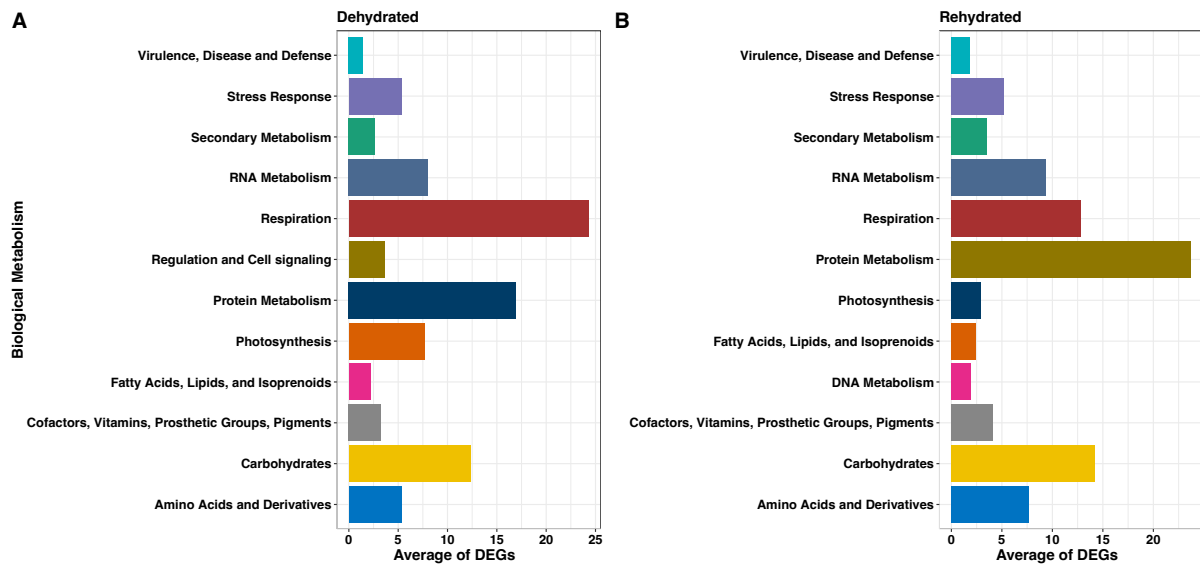 A
Dehydrated
Biological Metabolism
Virulence, Disease and Defense
Stress Response
Secondary Metabolism
RNA Metabolism
Respiration
Regulation and Cell signaling
Protein Metabolism
Photosynthesis
Fatty Acids, Lipids, and Isoprenoids
Cofactors, Vitamins, Prosthetic Groups, Pigments
Carbohydrates
Amino Acids and Derivatives
0 5 10 15 20 25
Average of DEGs
B
Rehydrated
Virulence, Disease and Defense
Stress Response
Secondary Metabolism
RNA Metabolism
Respiration
Protein Metabolism
Photosynthesis
Fatty Acids, Lipids, and Isoprenoids
DNA Metabolism
Cofactors, Vitamins, Prosthetic Groups, Pigments
Carbohydrates
Amino Acids and Derivatives
0 5 10 15 20
Average of DEGs